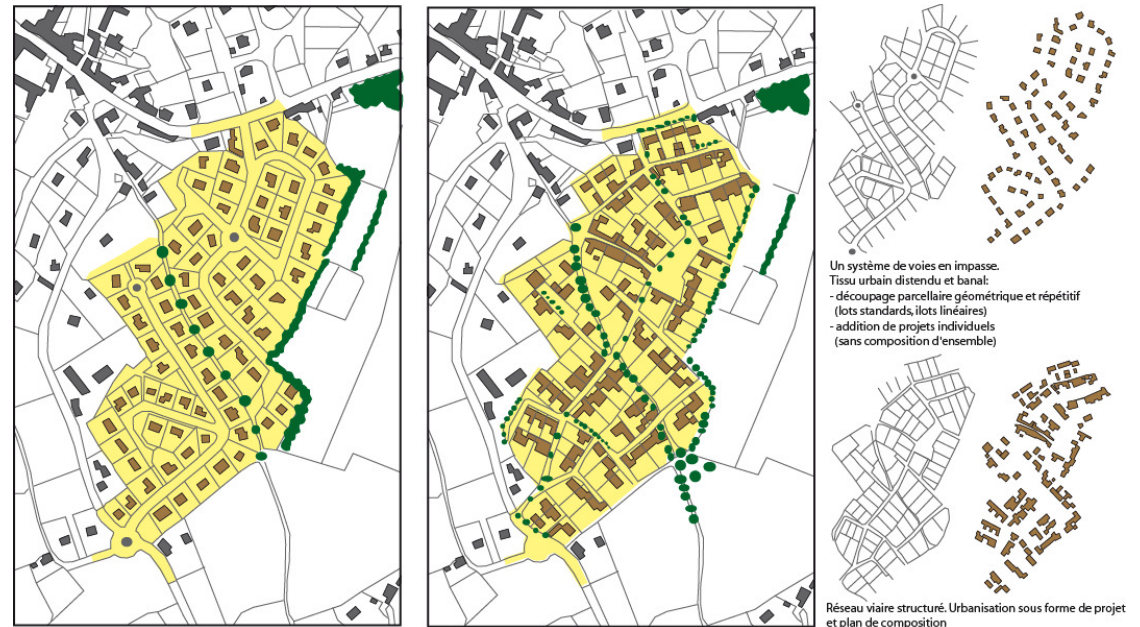 Un système de voies en impasse.
Tissu urbain distendu et banal:
- découpage parcellaire géométrique et répétitif
(lots standards, ilots linéaires)
- addition de projets individuels
(sans composition d'ensemble)
Réseau viaire structuré. Urbanisation sous forme de projet
et plan de composition